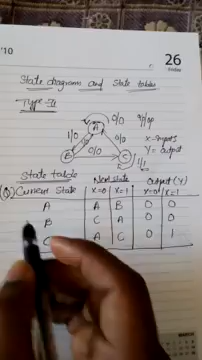 '10
26
State diagrams and State tables
Type II
0/0
i/p/o/p
A
x=inputs
1/0
0/0
Y= output
B
0/0
C
1/1
State table
Next state Output (Y)
Current State x=0 x=1 x=0 x=1
A A B 0 0
B C A 0 0
A C 0 1